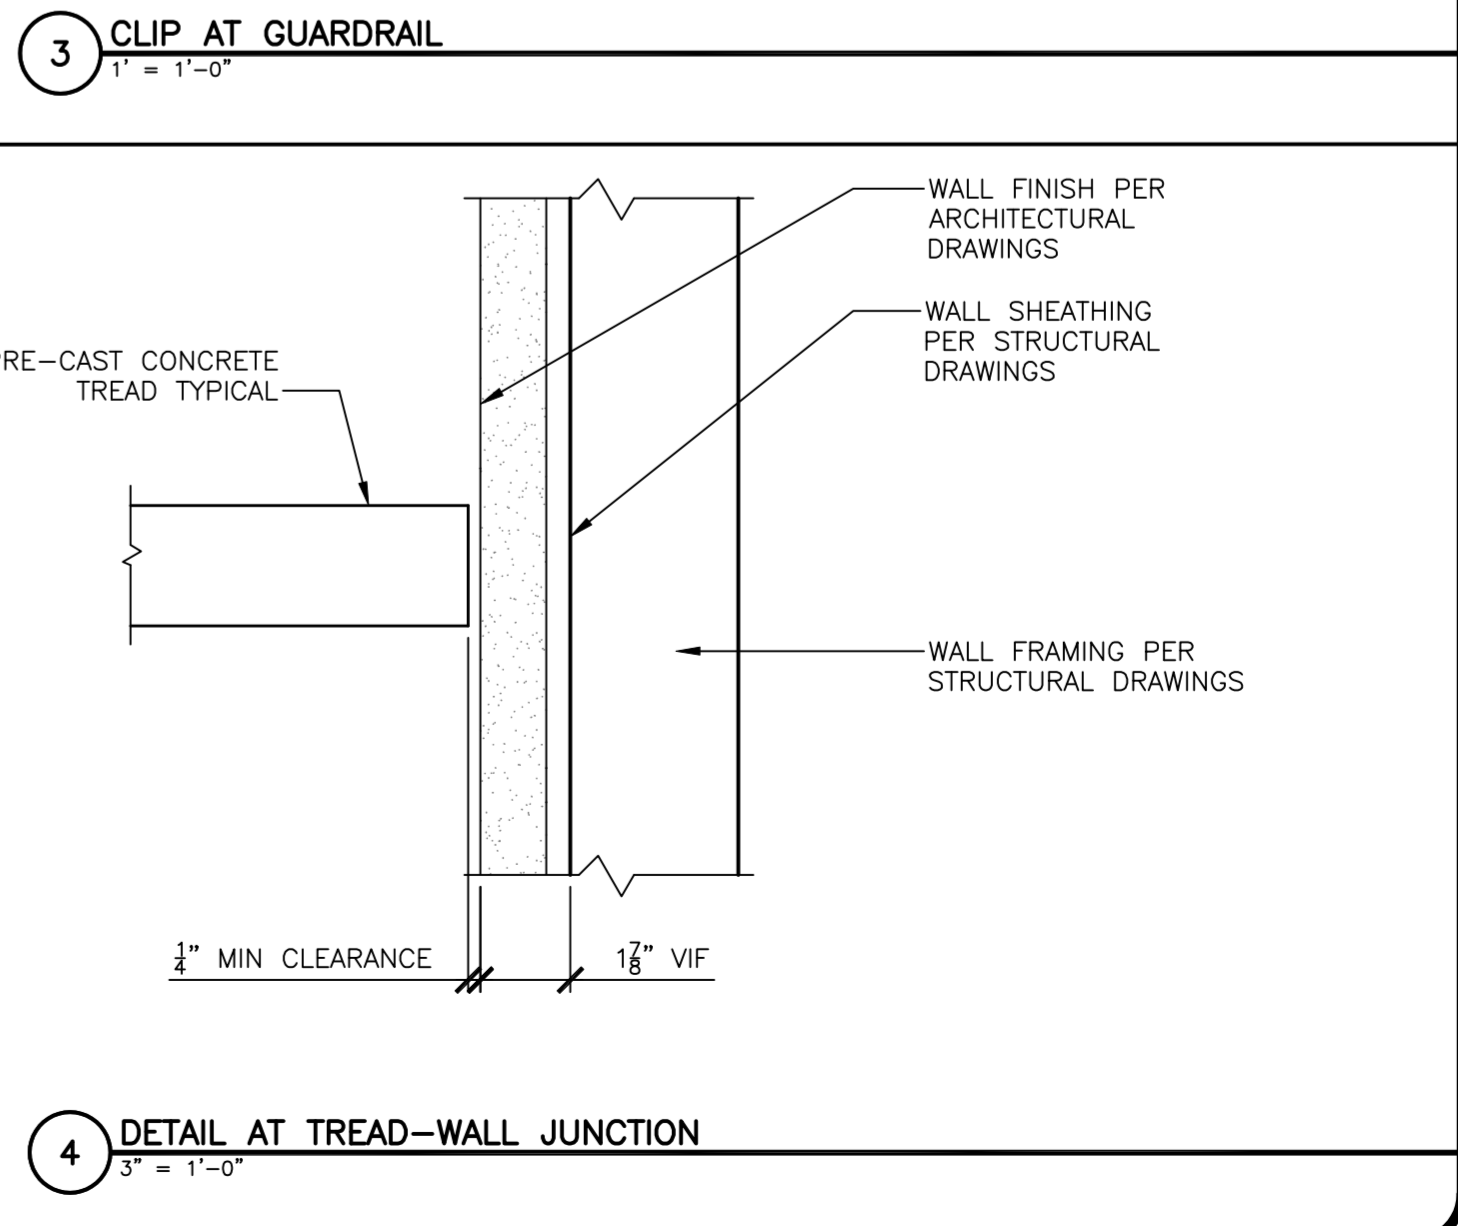 3
CLIP AT GUARDRAIL
1' = 1'-0"
WALL FINISH PER
ARCHITECTURAL
DRAWINGS
WALL SHEATHING
PER STRUCTURAL
DRAWINGS
RE-CAST CONCRETE
TREAD TYPICAL
WALL FRAMING PER
STRUCTURAL DRAWINGS
1/4" MIN CLEARANCE
1 7/8" VIF
4
DETAIL AT TREAD-WALL JUNCTION
3" = 1'-0"